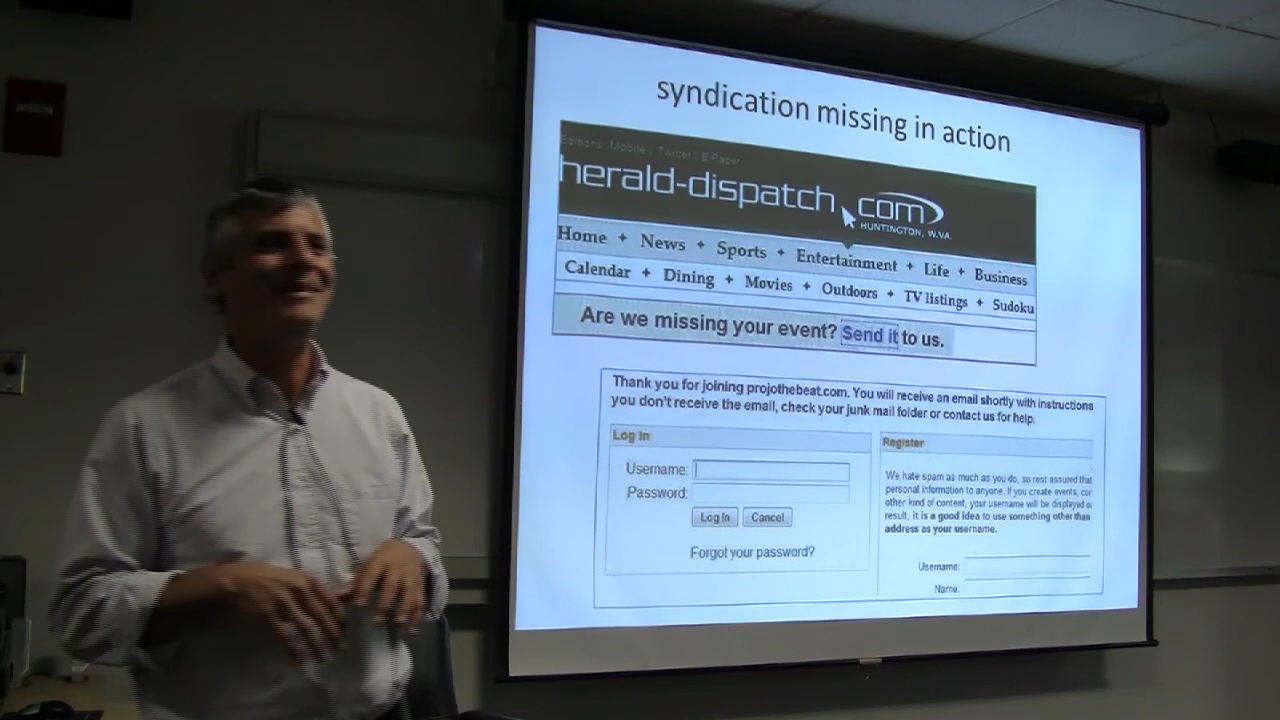 syndication missing in action
Editions: Mobile | Twitter | E-Paper
herald-dispatch.com
HUNTINGTON, W.VA.
Home + News + Sports + Entertainment + Life + Business
Calendar + Dining + Movies + Outdoors + TV listings + Sudoku
Are we missing your event? Send it to us.
Thank you for joining projothebeat.com. You will receive an email shortly with instructions
you don't receive the email, check your junk mail folder or contact us for help.
Log In
Username:
Password:
Log In Cancel
Forgot your password?
Register
We hate spam as much as you do, so rest assured that
personal information to anyone. If you create events, cor
other kind of content, your username will be displayed
result, it is a good idea to use something other than
address as your username.
Username:
Name: